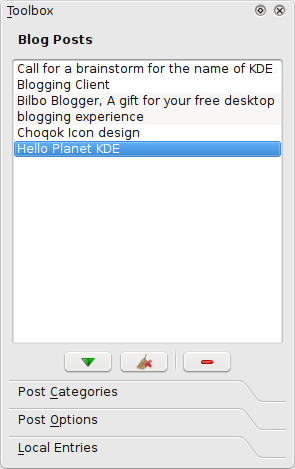 Toolbox
Blog Posts
Call for a brainstorm for the name of KDE
Blogging Client
Bilbo Blogger, A gift for your free desktop
blogging experience
Choqok Icon design
Hello Planet KDE
Post Categories
Post Options
Local Entries